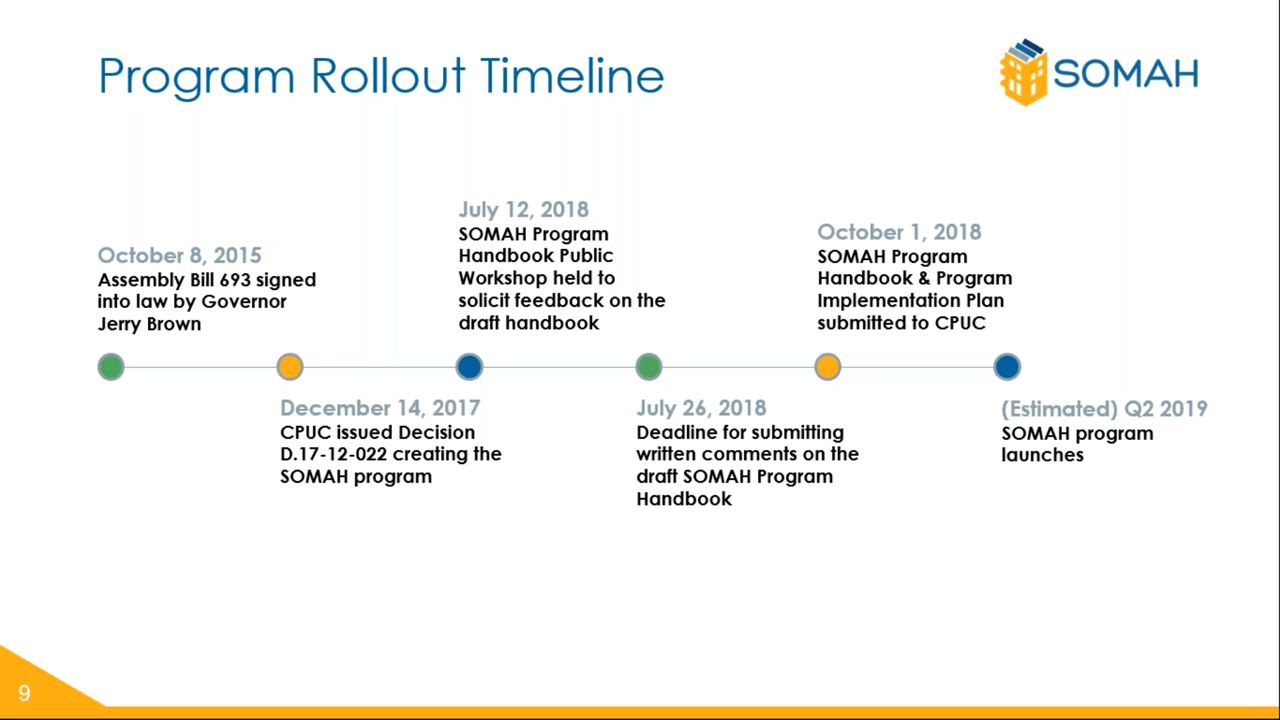 Program Rollout Timeline
SOMAH
October 8, 2015
Assembly Bill 693 signed
into law by Governor
Jerry Brown
December 14, 2017
CPUC issued Decision
D.17-12-022 creating the
SOMAH program
July 12, 2018
SOMAH Program
Handbook Public
Workshop held to
solicit feedback on the
draft handbook
July 26, 2018
Deadline for submitting
written comments on the
draft SOMAH Program
Handbook
October 1, 2018
SOMAH Program
Handbook & Program
Implementation Plan
submitted to CPUC
(Estimated) Q2 2019
SOMAH program
launches
9